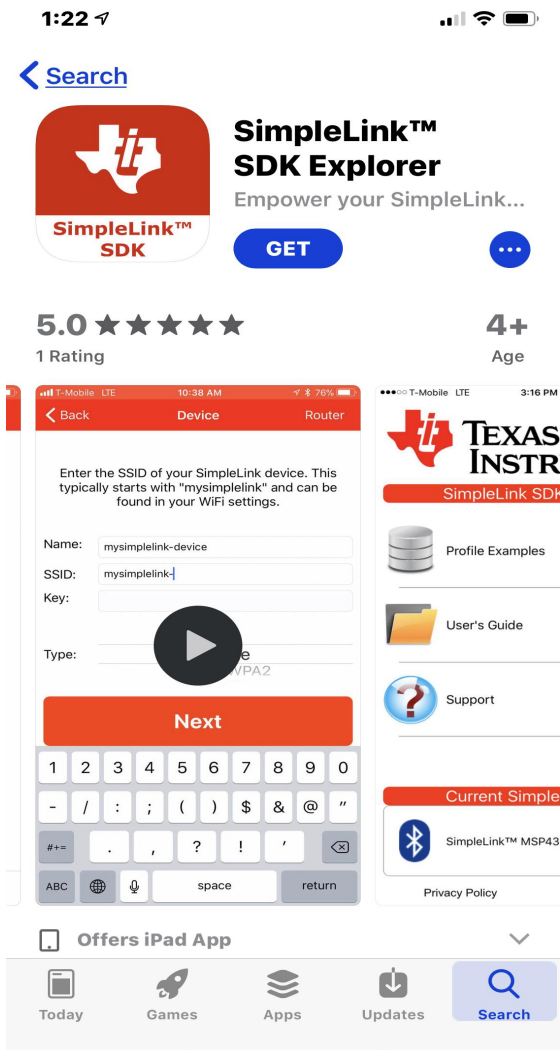 1:22
Search
SimpleLink™
SDK
SimpleLink™
SDK Explorer
Empower your SimpleLink...
GET
5.0
1 Rating
4+
Age
T-Mobile LTE 10:38 AM 76%
Back Device Router
Enter the SSID of your SimpleLink device. This
typically starts with "mysimplelink" and can be
found in your WiFi settings.
Name: mysimplelink-device
SSID: mysimplelink-
Key:
Type:
Next
1 2 3 4 5 6 7 8 9 0
- / : ; ( ) $ & @ "
#+= . , ? ! '
ABC space return
T-Mobile LTE 3:16 PM
TEXAS
INSTR
SimpleLink SDK
Profile Examples
User's Guide
Support
Current Simple
SimpleLink™ MSP43
Privacy Policy
Offers iPad App
Today Games Apps Updates Search